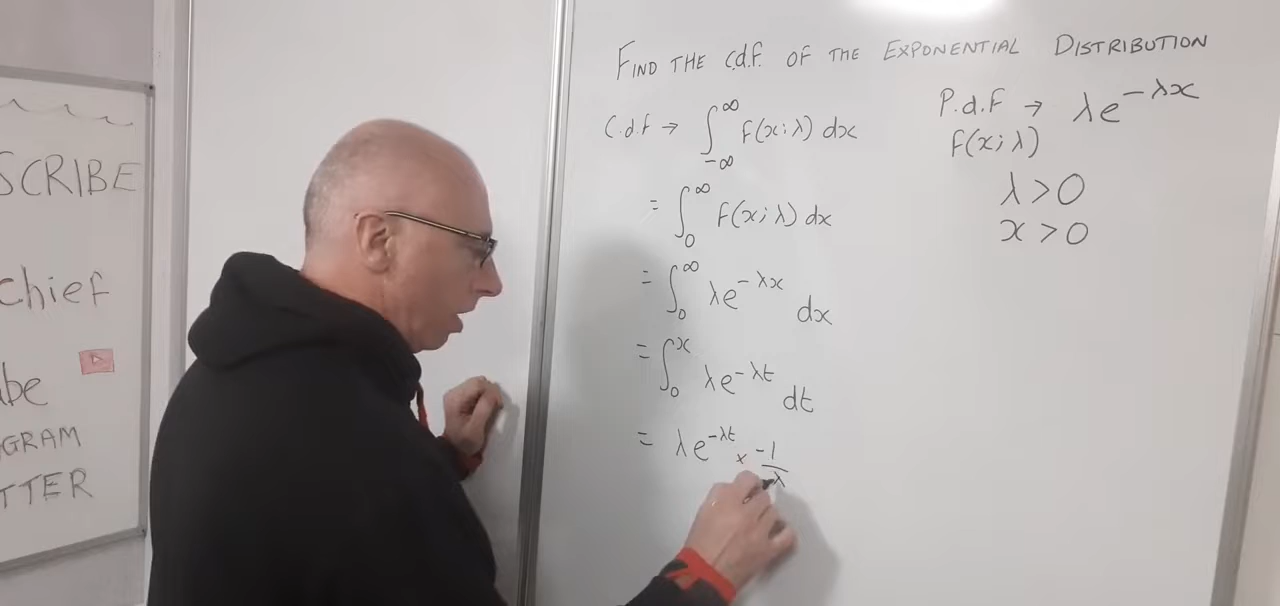 SCRIBE
chief
be
GRAM
TTER
FIND THE C.d.f. OF THE EXPONENTIAL DISTRIBUTION
C.d.f → ∫_{-∞}^{∞} f(x;λ) dx
= ∫_0^∞ f(x;λ) dx
= ∫_0^∞ λe^{-λx} dx
= ∫_0^x λe^{-λt} dt
= λe^{-λt} × -1/λ
P.d.F → λe^{-λx}
f(x;λ)
λ > 0
x > 0